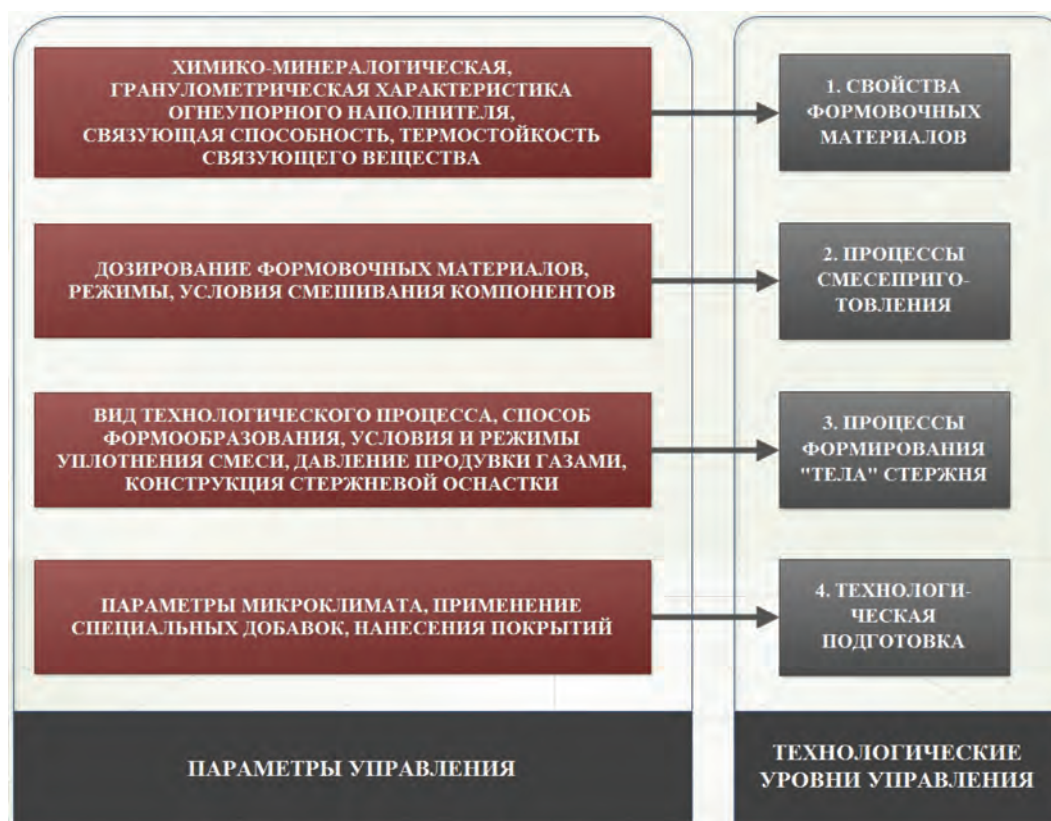 ХИМИКО-МИНЕРАЛОГИЧЕСКАЯ,
ГРАНУЛОМЕТРИЧЕСКАЯ ХАРАКТЕРИСТИКА
ОГНЕУПОРНОГО НАПОЛНИТЕЛЯ,
СВЯЗУЮЩАЯ СПОСОБНОСТЬ, ТЕРМОСТОЙКОСТЬ
СВЯЗУЮЩЕГО ВЕЩЕСТВА
1. СВОЙСТВА
ФОРМОВОЧНЫХ
МАТЕРИАЛОВ
ДОЗИРОВАНИЕ ФОРМОВОЧНЫХ МАТЕРИАЛОВ,
РЕЖИМЫ, УСЛОВИЯ СМЕШИВАНИЯ КОМПОНЕНТОВ
2. ПРОЦЕССЫ
СМЕСЕПРИГО-
ТОВЛЕНИЯ
ВИД ТЕХНОЛОГИЧЕСКОГО ПРОЦЕССА, СПОСОБ
ФОРМООБРАЗОВАНИЯ, УСЛОВИЯ И РЕЖИМЫ
УПЛОТНЕНИЯ СМЕСИ, ДАВЛЕНИЕ ПРОДУВКИ ГАЗАМИ,
КОНСТРУКЦИЯ СТЕРЖНЕВОЙ ОСНАСТКИ
3. ПРОЦЕССЫ
ФОРМИРОВАНИЯ
"ТЕЛА" СТЕРЖНЯ
ПАРАМЕТРЫ МИКРОКЛИМАТА, ПРИМЕНЕНИЕ
СПЕЦИАЛЬНЫХ ДОБАВОК, НАНЕСЕНИЯ ПОКРЫТИЙ
4. ТЕХНОЛОГИ-
ЧЕСКАЯ
ПОДГОТОВКА
ПАРАМЕТРЫ УПРАВЛЕНИЯ
ТЕХНОЛОГИЧЕСКИЕ
УРОВНИ УПРАВЛЕНИЯ